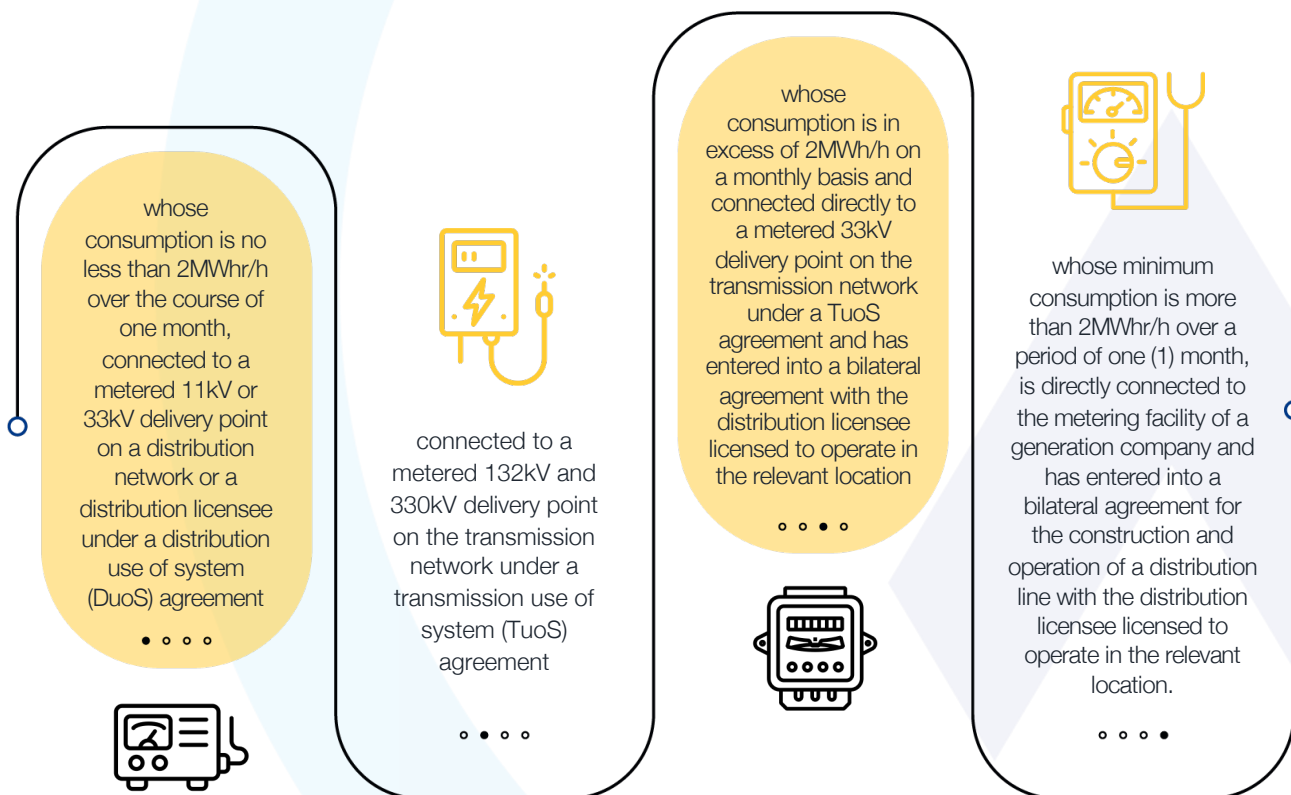 whose
consumption is no
less than 2MWhr/h
over the course of
one month,
connected to a
metered 11kV or
33kV delivery point
on a distribution
network or a
distribution licensee
under a distribution
use of system
(DuoS) agreement
connected to a
metered 132kV and
330kV delivery point
on the transmission
network under a
transmission use of
system (TuoS)
agreement
whose
consumption is in
excess of 2MWh/h on
a monthly basis and
connected directly to
a metered 33kV
delivery point on the
transmission network
under a TuoS
agreement and has
entered into a bilateral
agreement with the
distribution licensee
licensed to operate in
the relevant location
whose minimum
consumption is more
than 2MWhr/h over a
period of one (1) month,
is directly connected to
the metering facility of a
generation company and
has entered into a
bilateral agreement for
the construction and
operation of a distribution
line with the distribution
licensee licensed to
operate in the relevant
location.